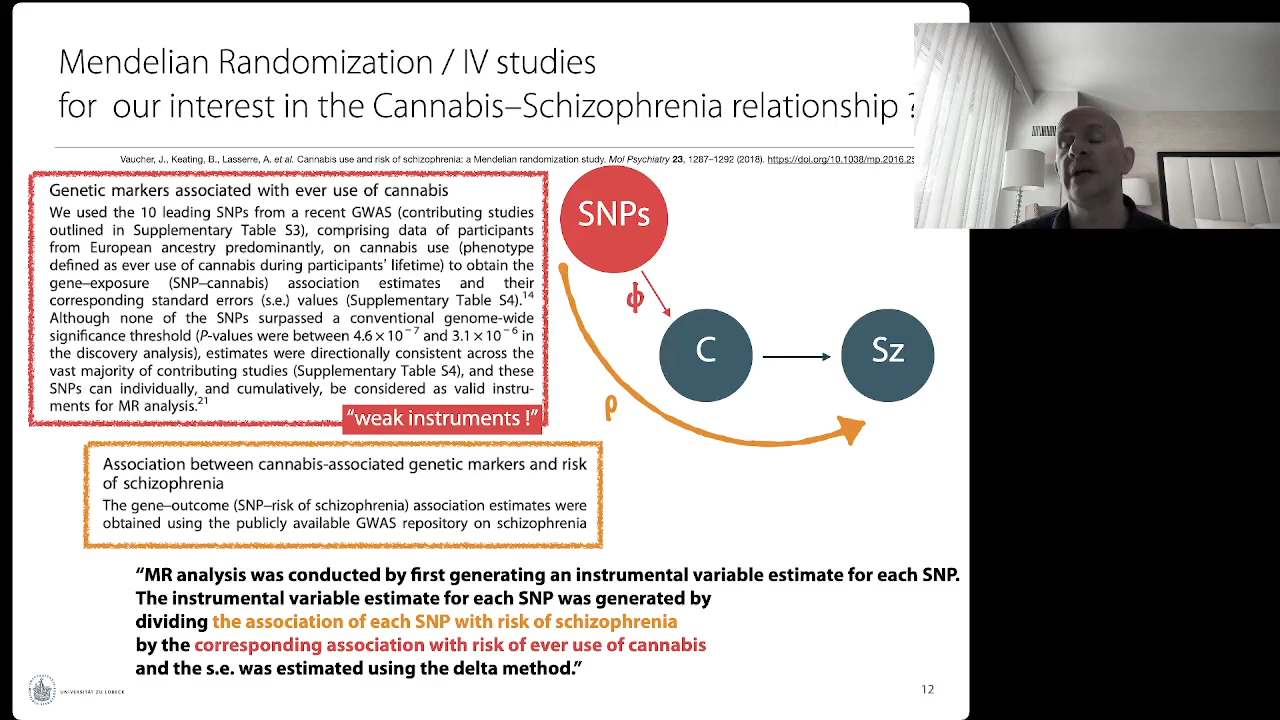 Mendelian Randomization / IV studies
for our interest in the Cannabis–Schizophrenia relationship ?
Vaucher, J., Keating, B., Lasserre, A. et al. Cannabis use and risk of schizophrenia: a Mendelian randomization study. Mol Psychiatry 23, 1287–1292 (2018). https://doi.org/10.1038/mp.2016.25
Genetic markers associated with ever use of cannabis
We used the 10 leading SNPs from a recent GWAS (contributing studies
outlined in Supplementary Table S3), comprising data of participants
from European ancestry predominantly, on cannabis use (phenotype
defined as ever use of cannabis during participants' lifetime) to obtain the
gene–exposure (SNP–cannabis) association estimates and their
corresponding standard errors (s.e.) values (Supplementary Table S4).14
Although none of the SNPs surpassed a conventional genome-wide
significance threshold (P-values were between 4.6 × 10−7 and 3.1 × 10−6 in
the discovery analysis), estimates were directionally consistent across the
vast majority of contributing studies (Supplementary Table S4), and these
SNPs can individually, and cumulatively, be considered as valid instru-
ments for MR analysis.21
"weak instruments !"
SNPs
ϕ
C
Sz
ρ
Association between cannabis-associated genetic markers and risk
of schizophrenia
The gene–outcome (SNP–risk of schizophrenia) association estimates were
obtained using the publicly available GWAS repository on schizophrenia
"MR analysis was conducted by first generating an instrumental variable estimate for each SNP.
The instrumental variable estimate for each SNP was generated by
dividing the association of each SNP with risk of schizophrenia
by the corresponding association with risk of ever use of cannabis
and the s.e. was estimated using the delta method."
UNIVERSITÄT ZU LÜBECK
12